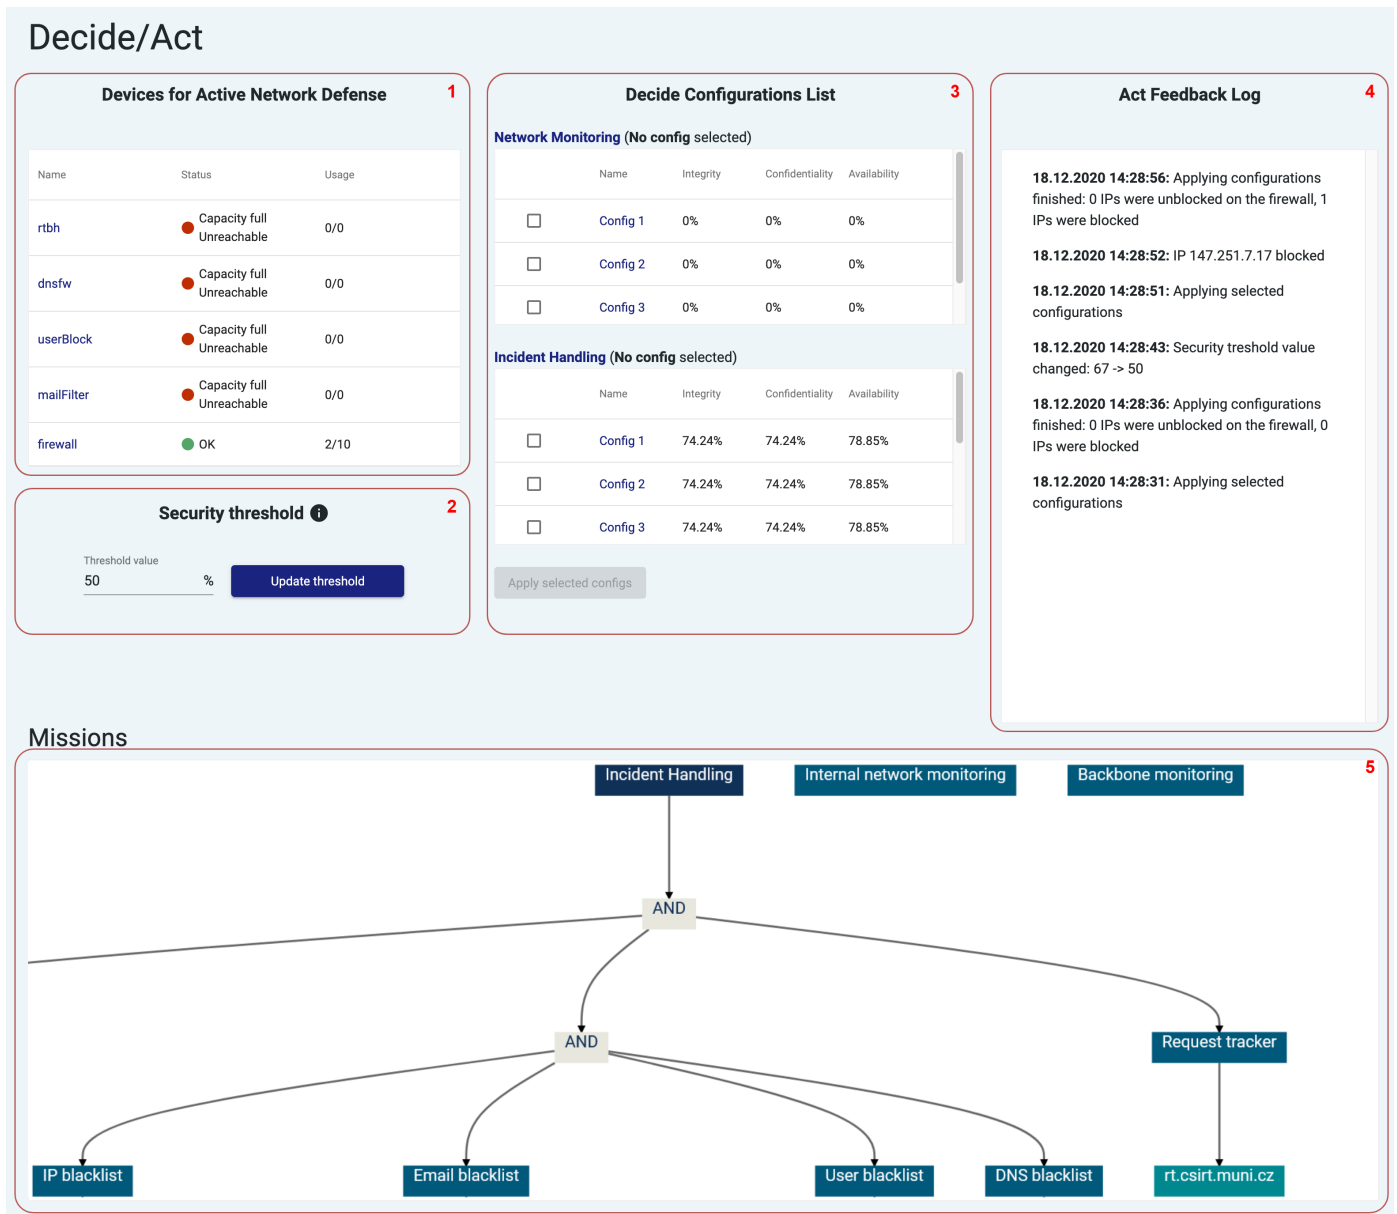 Decide/Act
Devices for Active Network Defense
1
Name Status Usage
rtbh Capacity full Unreachable 0/0
dnsfw Capacity full Unreachable 0/0
userBlock Capacity full Unreachable 0/0
mailFilter Capacity full Unreachable 0/0
firewall OK 2/10
Security threshold i
2
Threshold value
50 % Update threshold
Decide Configurations List
3
Network Monitoring (No config selected)
Name Integrity Confidentiality Availability
Config 1 0% 0% 0%
Config 2 0% 0% 0%
Config 3 0% 0% 0%
Incident Handling (No config selected)
Name Integrity Confidentiality Availability
Config 1 74.24% 74.24% 78.85%
Config 2 74.24% 74.24% 78.85%
Config 3 74.24% 74.24% 78.85%
Apply selected configs
Act Feedback Log
4
18.12.2020 14:28:56: Applying configurations
finished: 0 IPs were unblocked on the firewall, 1
IPs were blocked
18.12.2020 14:28:52: IP 147.251.7.17 blocked
18.12.2020 14:28:51: Applying selected
configurations
18.12.2020 14:28:43: Security treshold value
changed: 67 -> 50
18.12.2020 14:28:36: Applying configurations
finished: 0 IPs were unblocked on the firewall, 0
IPs were blocked
18.12.2020 14:28:31: Applying selected
configurations
Missions
5
Incident Handling Internal network monitoring Backbone monitoring
AND
AND Request tracker
IP blacklist Email blacklist User blacklist DNS blacklist rt.csirt.muni.cz